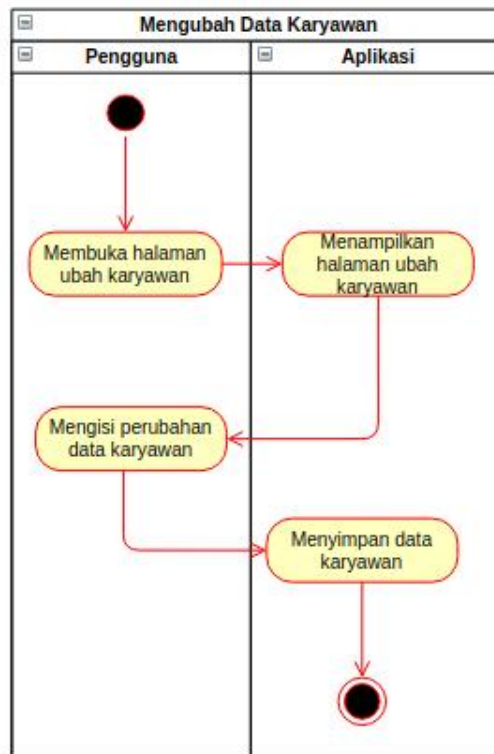 Mengubah Data Karyawan
Pengguna
Aplikasi
Membuka halaman
ubah karyawan
Menampilkan
halaman ubah
karyawan
Mengisi perubahan
data karyawan
Menyimpan data
karyawan